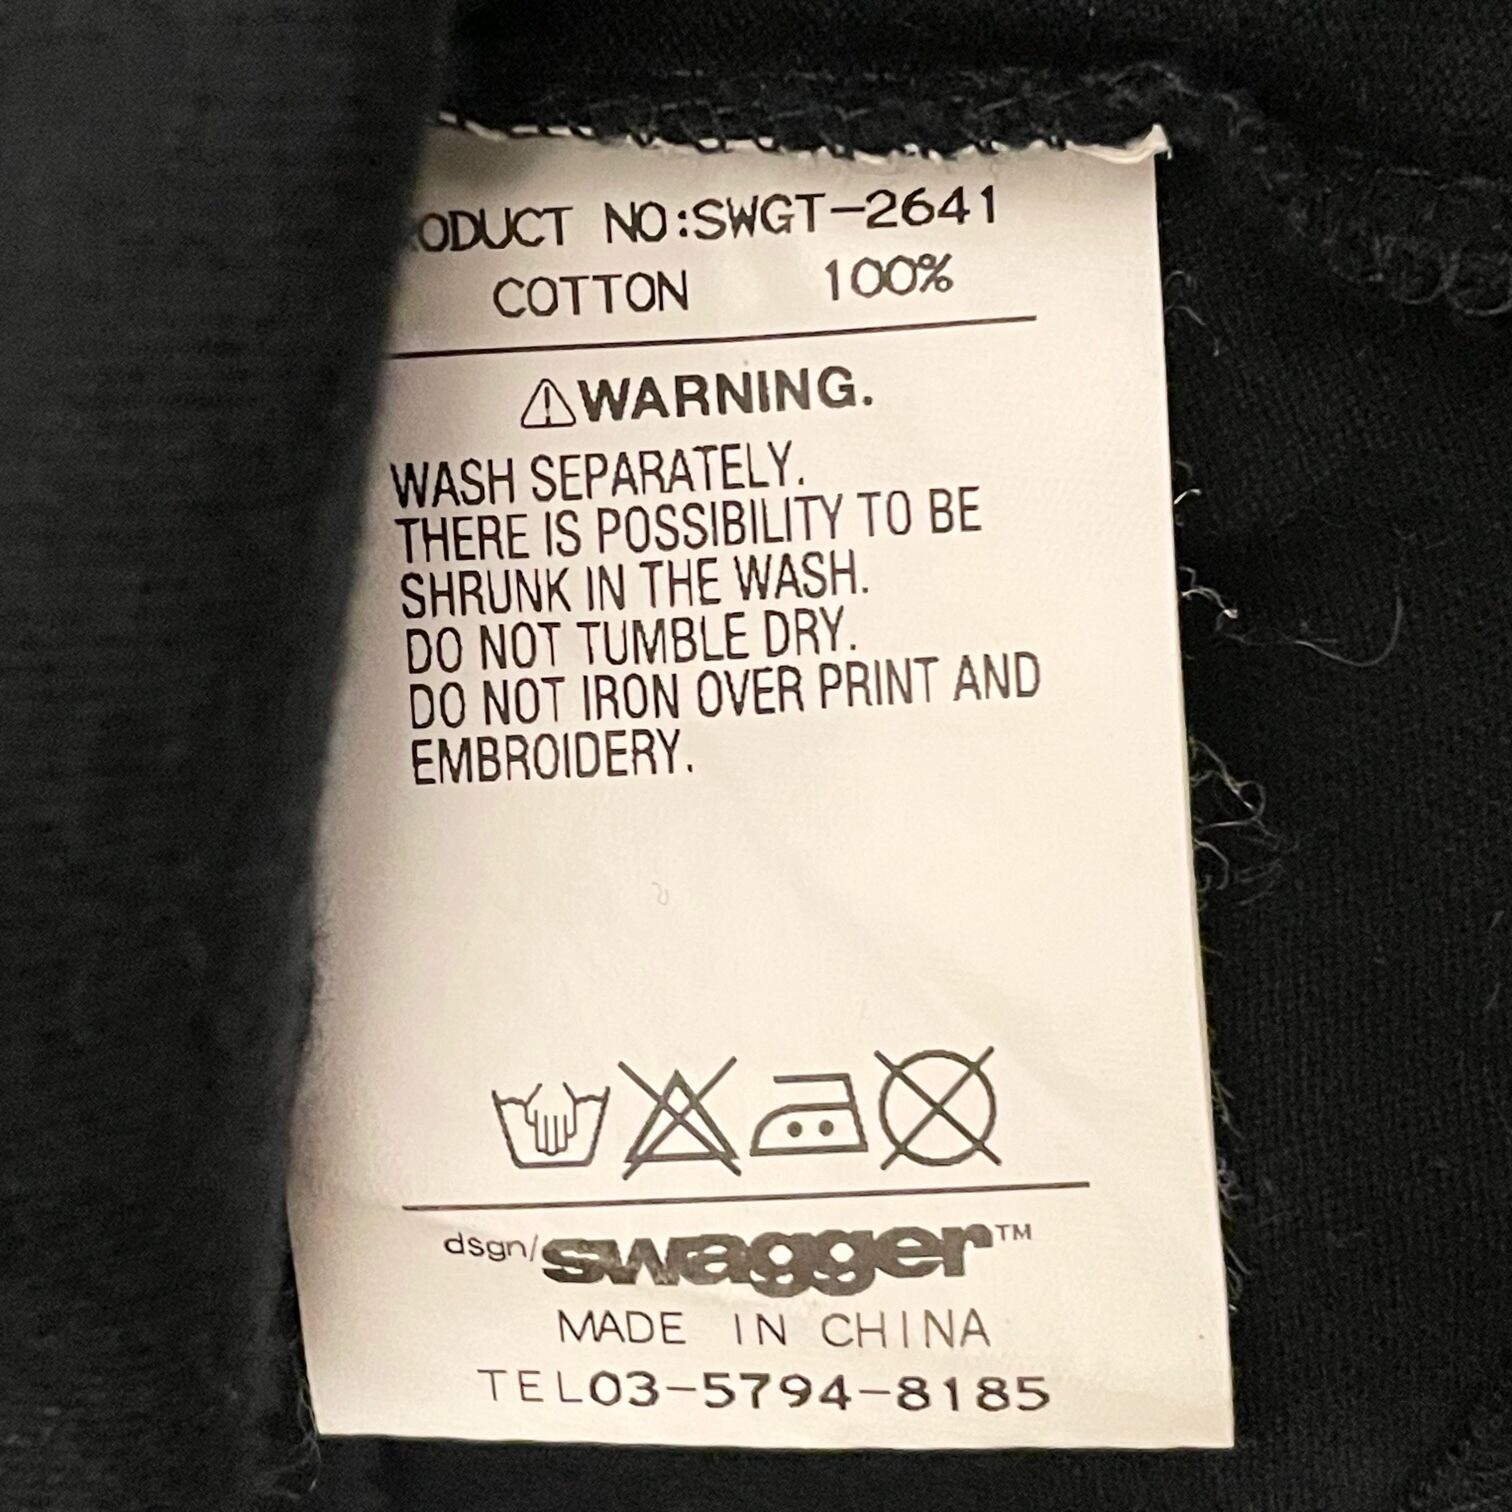 ODUCT NO:SWGT-2641
COTTON 100%
WARNING.
WASH SEPARATELY.
THERE IS POSSIBILITY TO BE
SHRUNK IN THE WASH.
DO NOT TUMBLE DRY.
DO NOT IRON OVER PRINT AND
EMBROIDERY.
dsgn/swagger™
MADE IN CHINA
TEL03-5794-8185